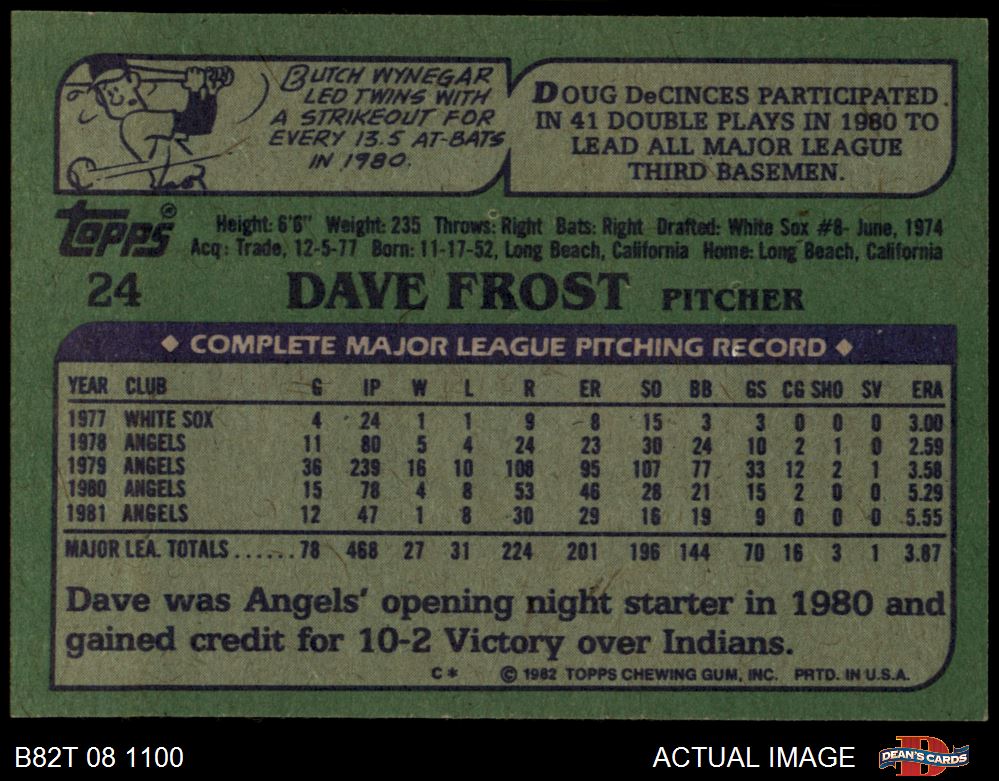 BUTCH WYNEGAR
LED TWINS WITH
A STRIKEOUT FOR
EVERY 13.5 AT-BATS
IN 1980.
DOUG DeCINCES PARTICIPATED
IN 41 DOUBLE PLAYS IN 1980 TO
LEAD ALL MAJOR LEAGUE
THIRD BASEMEN.
Topps®
Height: 6'6" Weight: 235 Throws: Right Bats: Right Drafted: White Sox #8- June, 1974
Acq: Trade, 12-5-77 Born: 11-17-52, Long Beach, California Home: Long Beach, California
24 DAVE FROST PITCHER
◆ COMPLETE MAJOR LEAGUE PITCHING RECORD ◆
YEAR CLUB G IP W L R ER SO BB GS CG SHO SV ERA
1977 WHITE SOX 4 24 1 1 9 8 15 3 3 0 0 0 3.00
1978 ANGELS 11 80 5 4 24 23 30 24 10 2 1 0 2.59
1979 ANGELS 36 239 16 10 108 95 107 77 33 12 2 1 3.58
1980 ANGELS 15 78 4 8 53 46 28 21 15 2 0 0 5.29
1981 ANGELS 12 47 1 8 30 29 16 19 9 0 0 0 5.55
MAJOR LEA. TOTALS ...... 78 468 27 31 224 201 196 144 70 16 3 1 3.87
Dave was Angels' opening night starter in 1980 and
gained credit for 10-2 Victory over Indians.
C* © 1982 TOPPS CHEWING GUM, INC. PRTD. IN U.S.A.
B82T 08 1100 ACTUAL IMAGE DEAN'S CARDS